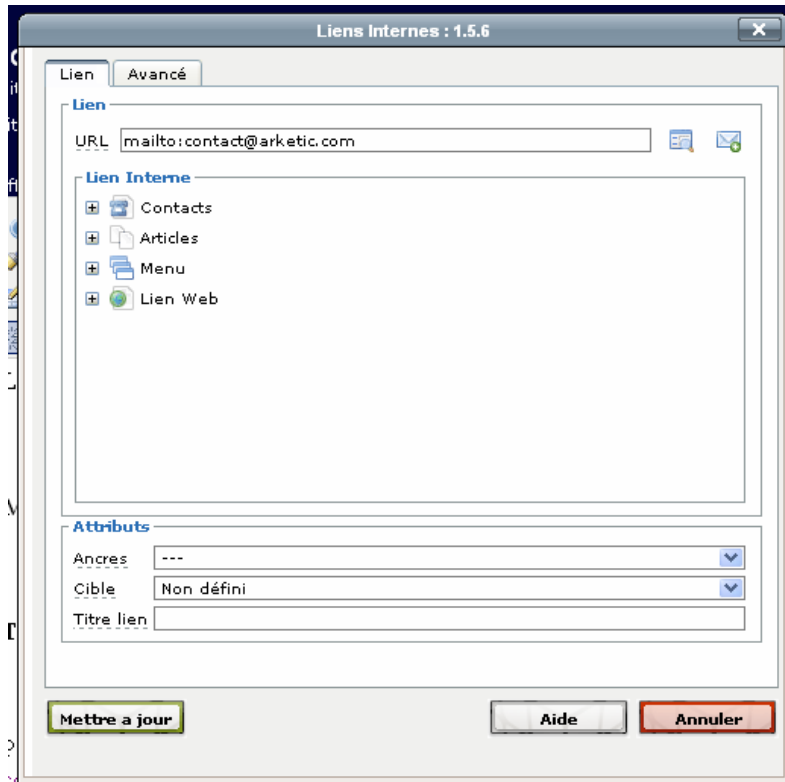 Liens Internes : 1.5.6
Lien Avancé
Lien
URL mailto:contact@arketic.com
Lien Interne
Contacts
Articles
Menu
Lien Web
Attributs
Ancres ---
Cible Non défini
Titre lien
Mettre a jour Aide Annuler